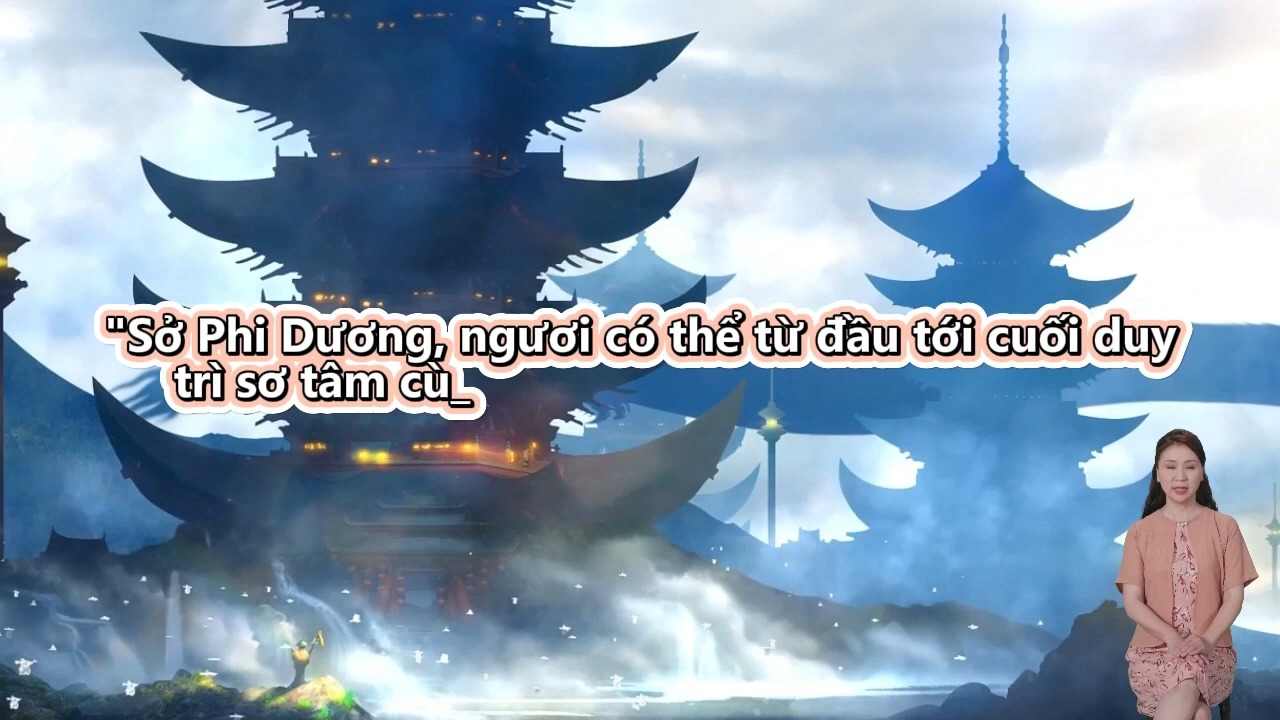 "Sở Phi Dương, ngươi có thể từ đầu tới cuối duy
trì sơ tâm cù_